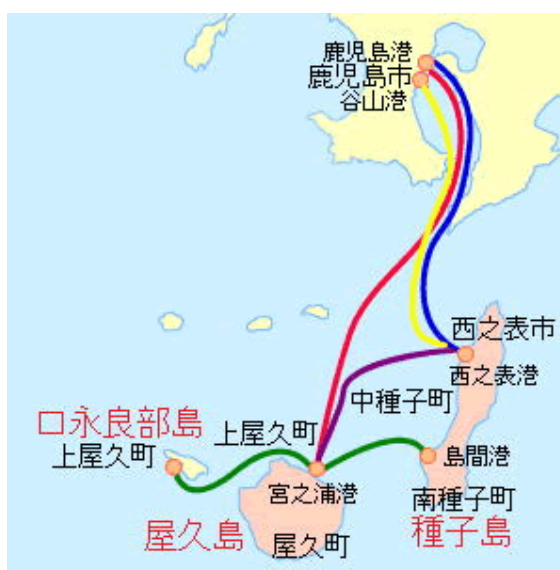 鹿児島港
鹿児島市
谷山港
西之表市
西之表港
中種子町
口永良部島
上屋久町
上屋久町
島間港
宮之浦港
南種子町
屋久島
屋久町
種子島